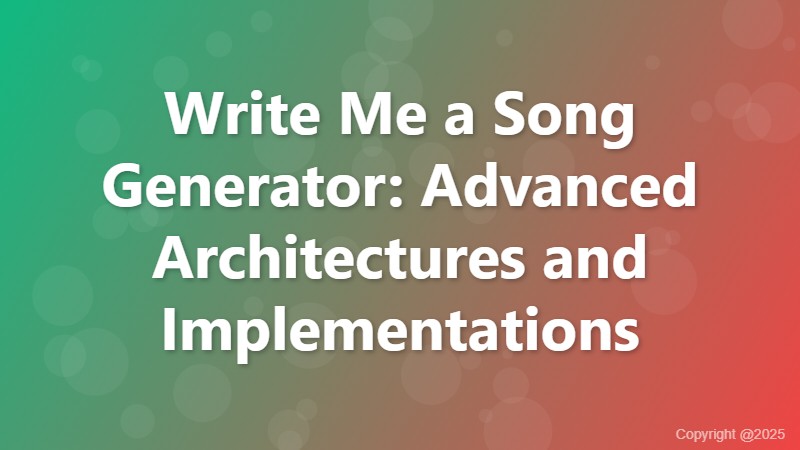 Write Me a Song
Generator: Advanced
Architectures and
Implementations
Copyright @2025